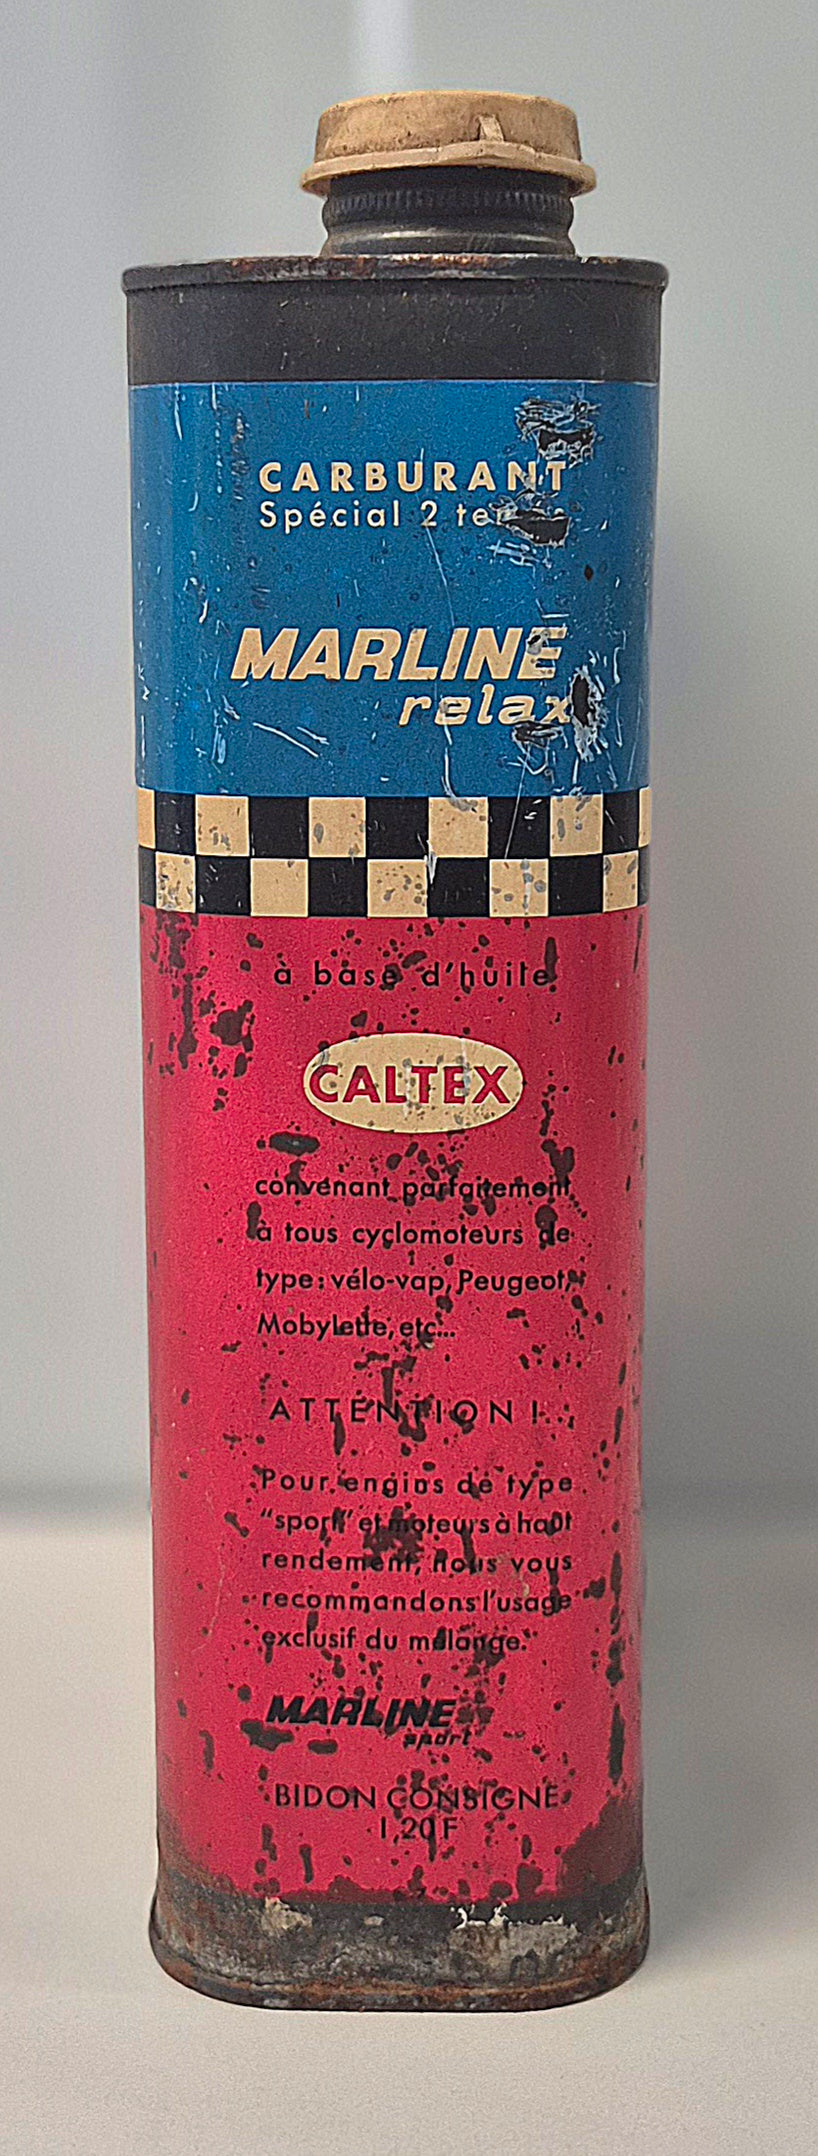 CARBURANT
Spécial 2
MARLINE
relax
à base d'huile
CALTEX
convenant parfaitement
à tous cyclomoteurs de
type : vélo-vap, Peugeot,
Mobylette, etc...
ATTENTION !
Pour engins de type
"sport" et moteurs à haut
rendement, nous vous
recommandons l'usage
exclusif du mélange.
MARLINE
sport
BIDON CONSIGNÉ
1,20 F